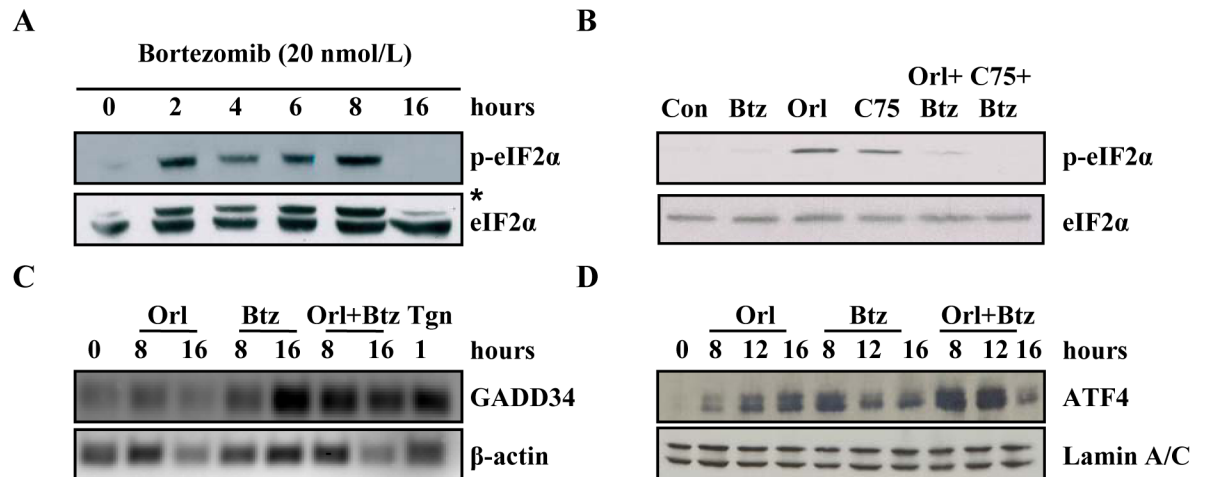 A
Bortezomib (20 nmol/L)
0 2 4 6 8 16 hours
p-eIF2α
*
eIF2α
B
Orl+ C75+
Con Btz Orl C75 Btz Btz
p-eIF2α
eIF2α
C
Orl Btz Orl+Btz Tgn
0 8 16 8 16 8 16 1 hours
GADD34
β-actin
D
Orl Btz Orl+Btz
0 8 12 16 8 12 16 8 12 16 hours
ATF4
Lamin A/C